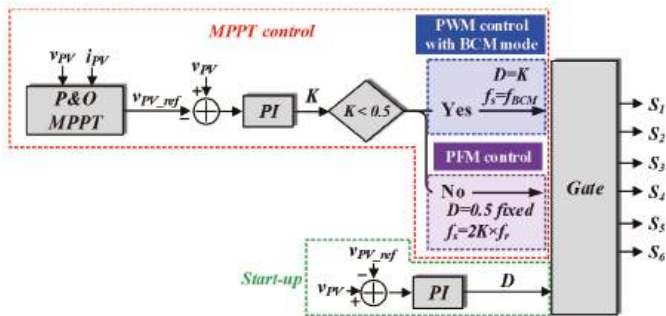 MPPT control
PWM control
with BCM mode
v_PV i_PV
P&O
MPPT
v_PV_ref
v_PV
+
−
PI
K
K < 0.5
D=K
Yes
f_s=f_BCM
PFM control
No
D=0.5 fixed
f_s=2K×f_r
Gate
S_1
S_2
S_3
S_4
S_5
S_6
Start-up
v_PV_ref
v_PV
−
+
PI
D